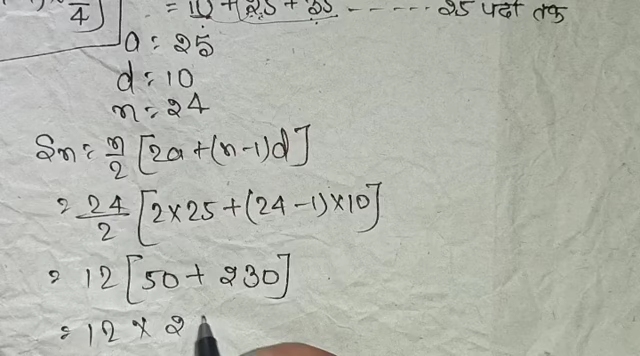 4] = 10 + (25 + 35 ------ 25 पदों तक
a = 25
d = 10
n = 24
Sn = n/2 [2a + (n-1)d]
= 24/2 [2×25 + (24-1)×10]
= 12 [50 + 230]
= 12 × 2